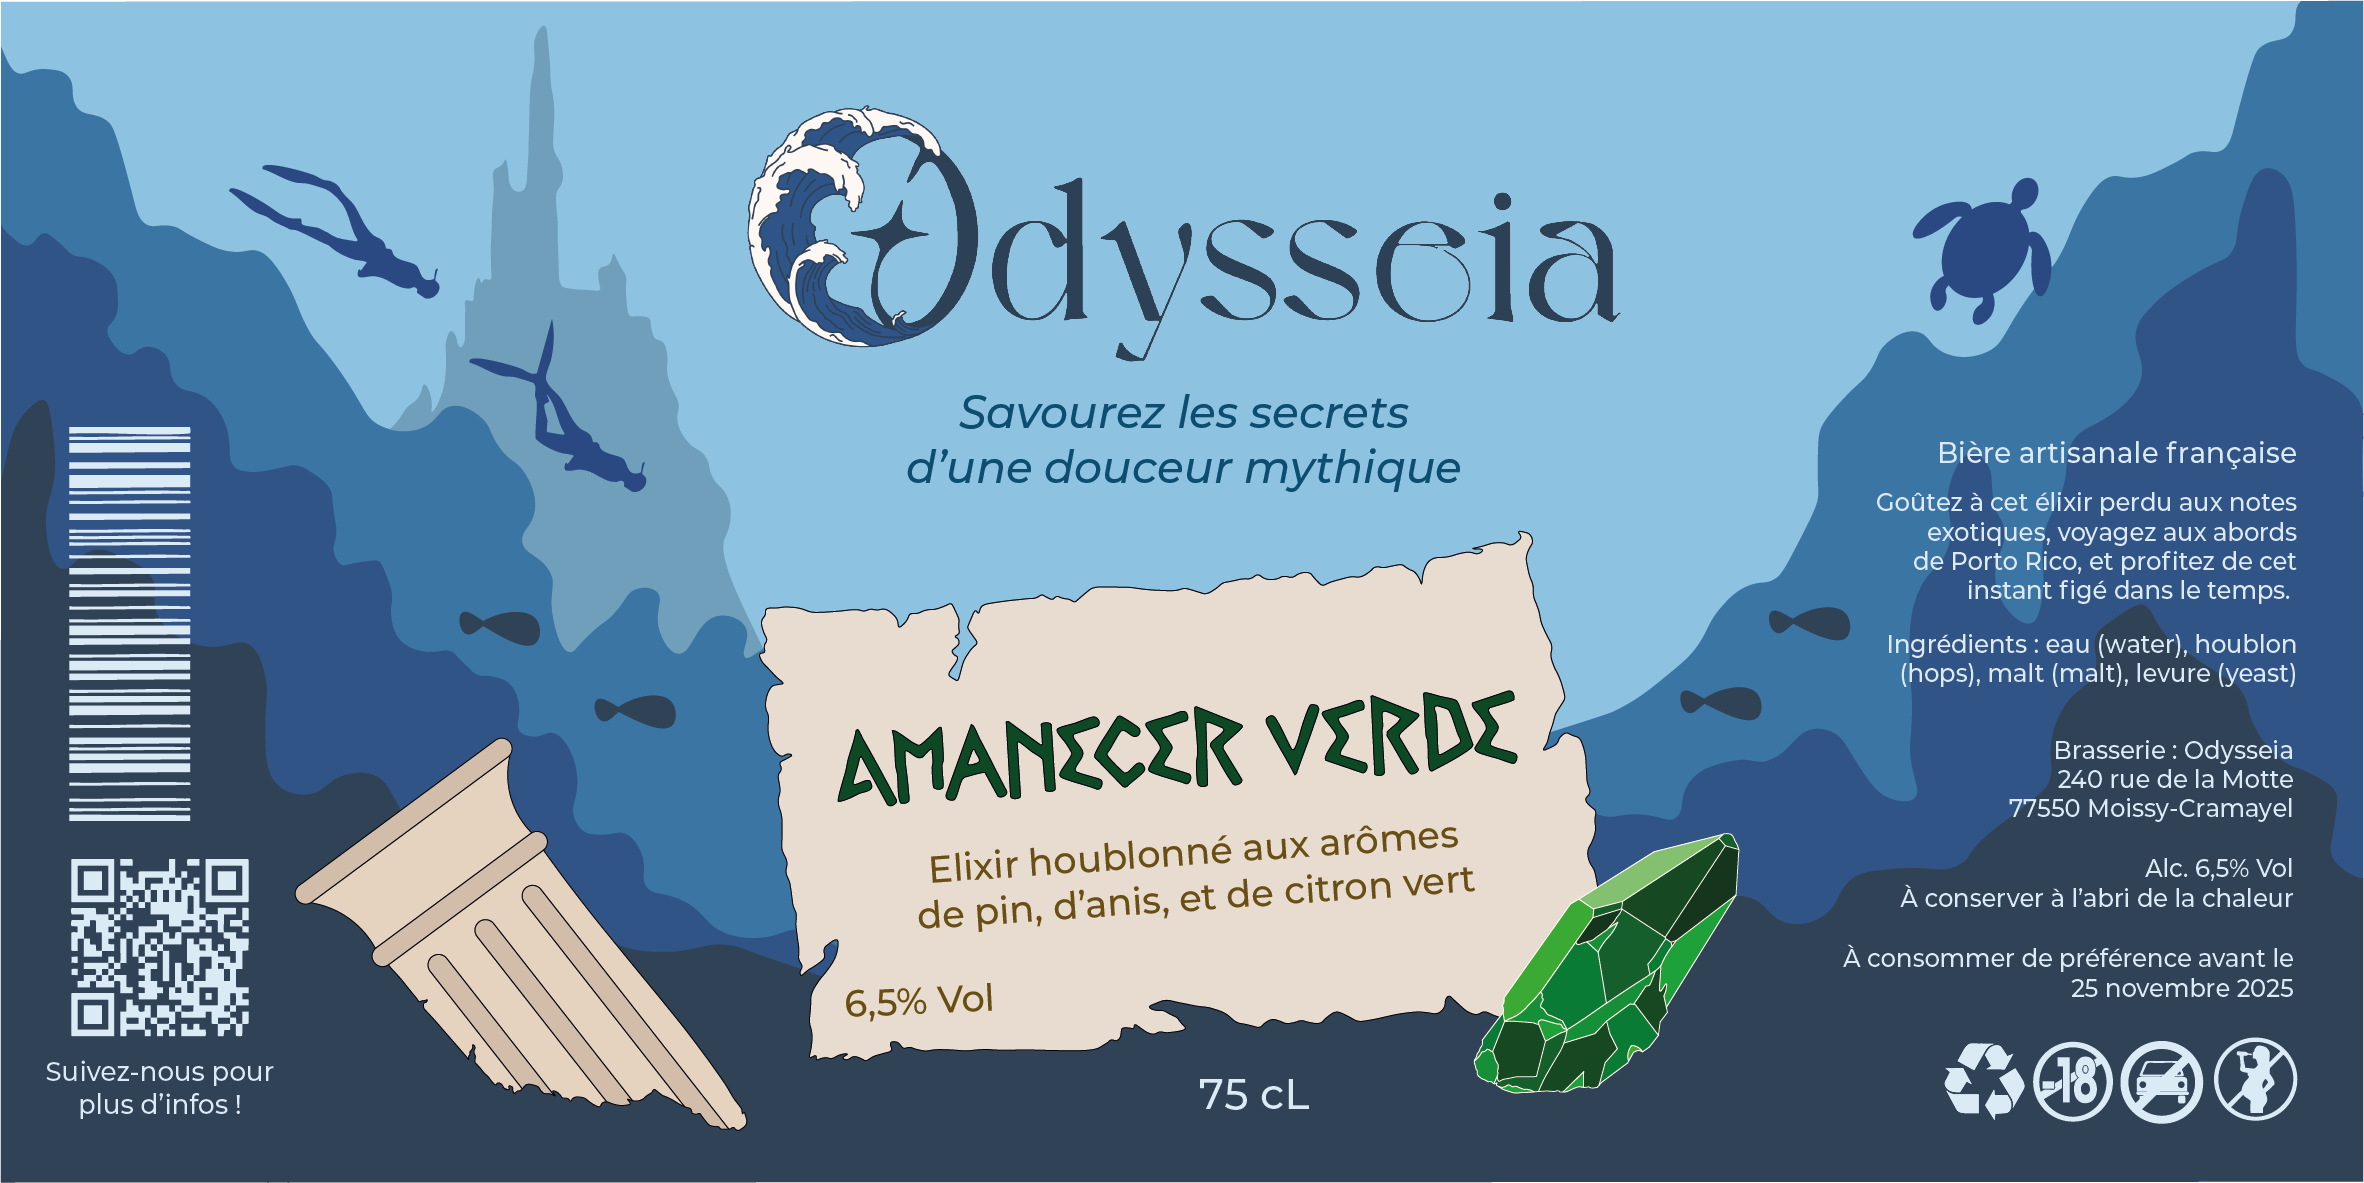 Odysseia
Savourez les secrets
d’une douceur mythique
AMANECER VERDE
Elixir houblonné aux arômes
de pin, d’anis, et de citron vert
6,5% Vol
75 cL
Suivez-nous pour
plus d’infos !
Bière artisanale française
Goûtez à cet élixir perdu aux notes
exotiques, voyagez aux abords
de Porto Rico, et profitez de cet
instant figé dans le temps.
Ingrédients : eau (water), houblon
(hops), malt (malt), levure (yeast)
Brasserie : Odysseia
240 rue de la Motte
77550 Moissy-Cramayel
Alc. 6,5% Vol
À conserver à l’abri de la chaleur
À consommer de préférence avant le
25 novembre 2025
-18